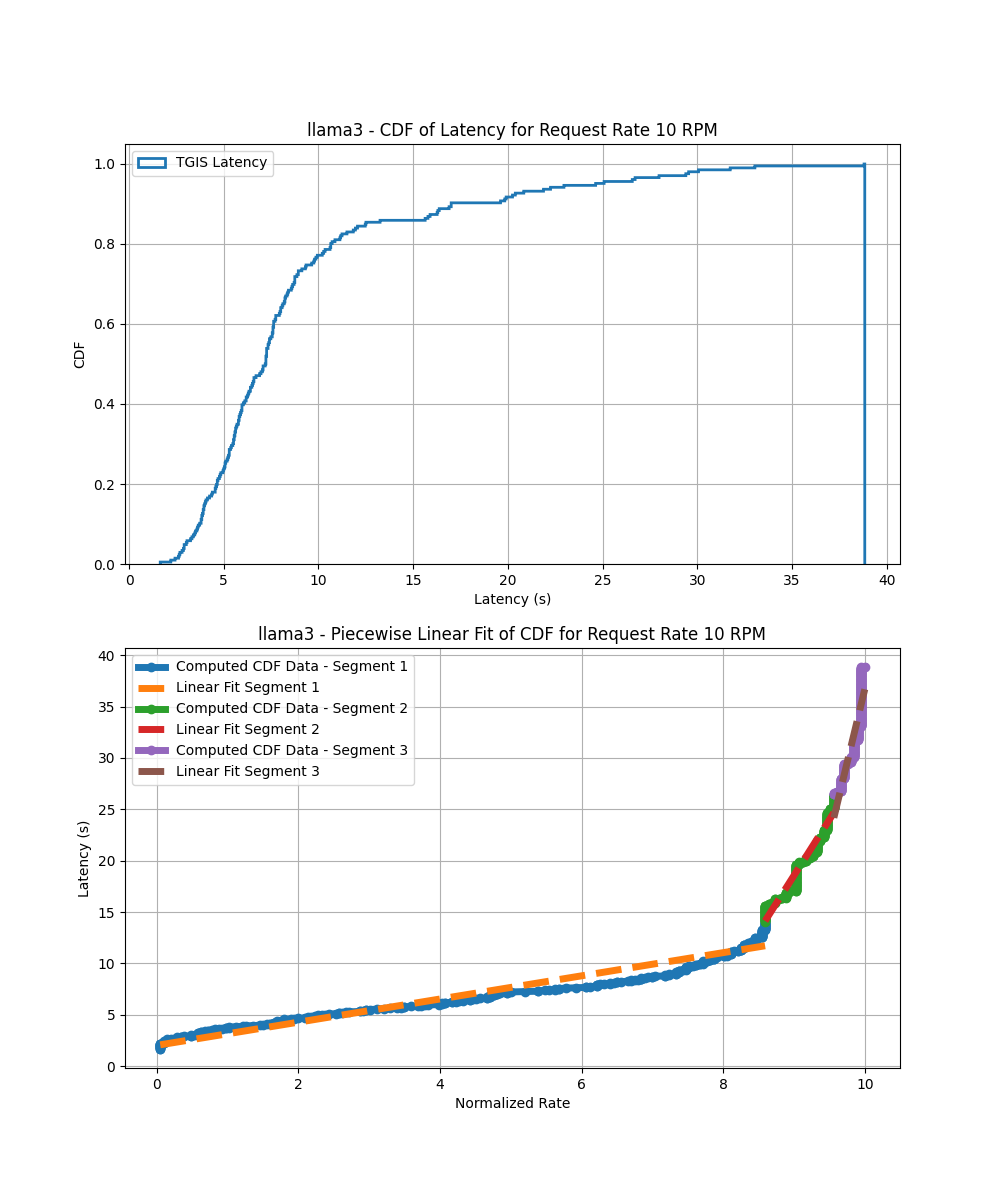 llama3 - CDF of Latency for Request Rate 10 RPM
TGIS Latency
1.0
0.8
0.6
0.4
0.2
0.0
CDF
0 5 10 15 20 25 30 35 40
Latency (s)
llama3 - Piecewise Linear Fit of CDF for Request Rate 10 RPM
Computed CDF Data - Segment 1
Linear Fit Segment 1
Computed CDF Data - Segment 2
Linear Fit Segment 2
Computed CDF Data - Segment 3
Linear Fit Segment 3
40
35
30
25
20
15
10
5
0
Latency (s)
0 2 4 6 8 10
Normalized Rate